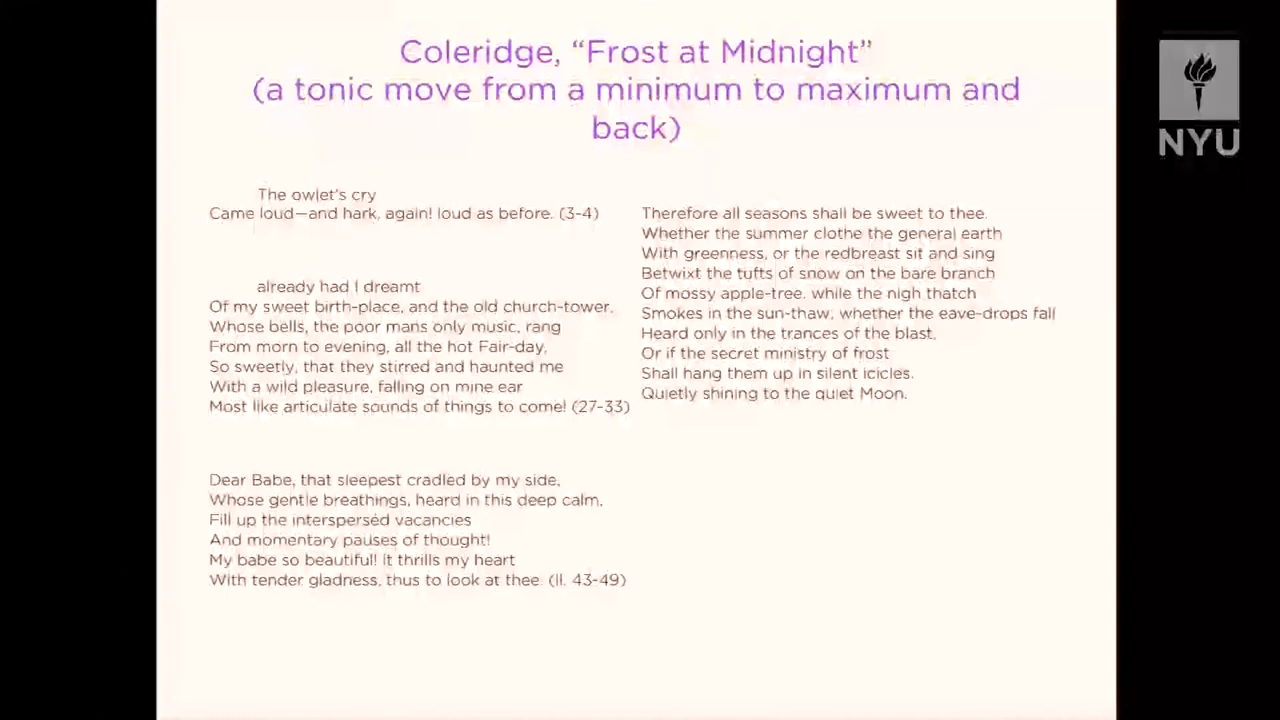 Coleridge, “Frost at Midnight”
(a tonic move from a minimum to maximum and
back)
The owlet's cry
Came loud—and hark, again! loud as before. (3-4)
already had I dreamt
Of my sweet birth-place, and the old church-tower,
Whose bells, the poor mans only music, rang
From morn to evening, all the hot Fair-day,
So sweetly, that they stirred and haunted me
With a wild pleasure, falling on mine ear
Most like articulate sounds of things to come! (27-33)
Dear Babe, that sleepest cradled by my side,
Whose gentle breathings, heard in this deep calm,
Fill up the interspersèd vacancies
And momentary pauses of thought!
My babe so beautiful! It thrills my heart
With tender gladness, thus to look at thee. (ll. 43-49)
Therefore all seasons shall be sweet to thee.
Whether the summer clothe the general earth
With greenness, or the redbreast sit and sing
Betwixt the tufts of snow on the bare branch
Of mossy apple-tree, while the nigh thatch
Smokes in the sun-thaw; whether the eave-drops fall
Heard only in the trances of the blast,
Or if the secret ministry of frost
Shall hang them up in silent icicles.
Quietly shining to the quiet Moon.
NYU